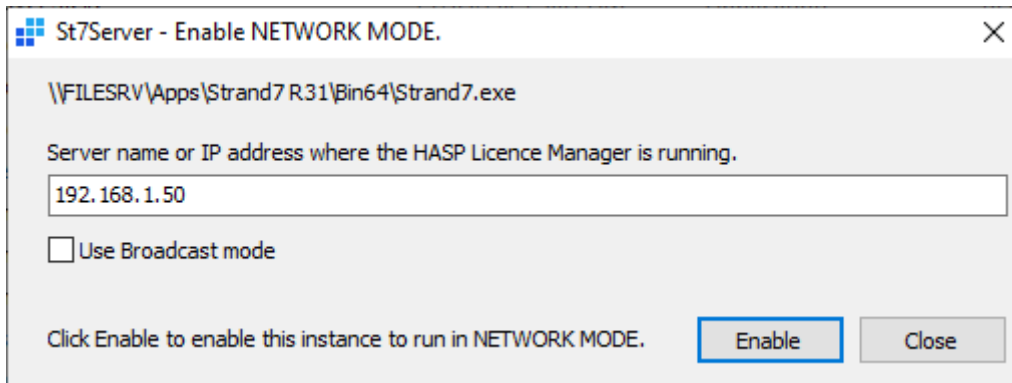 St7Server - Enable NETWORK MODE.
\\FILESRV\Apps\Strand7 R31\Bin64\Strand7.exe
Server name or IP address where the HASP Licence Manager is running.
192.168.1.50
Use Broadcast mode
Click Enable to enable this instance to run in NETWORK MODE.
Enable
Close